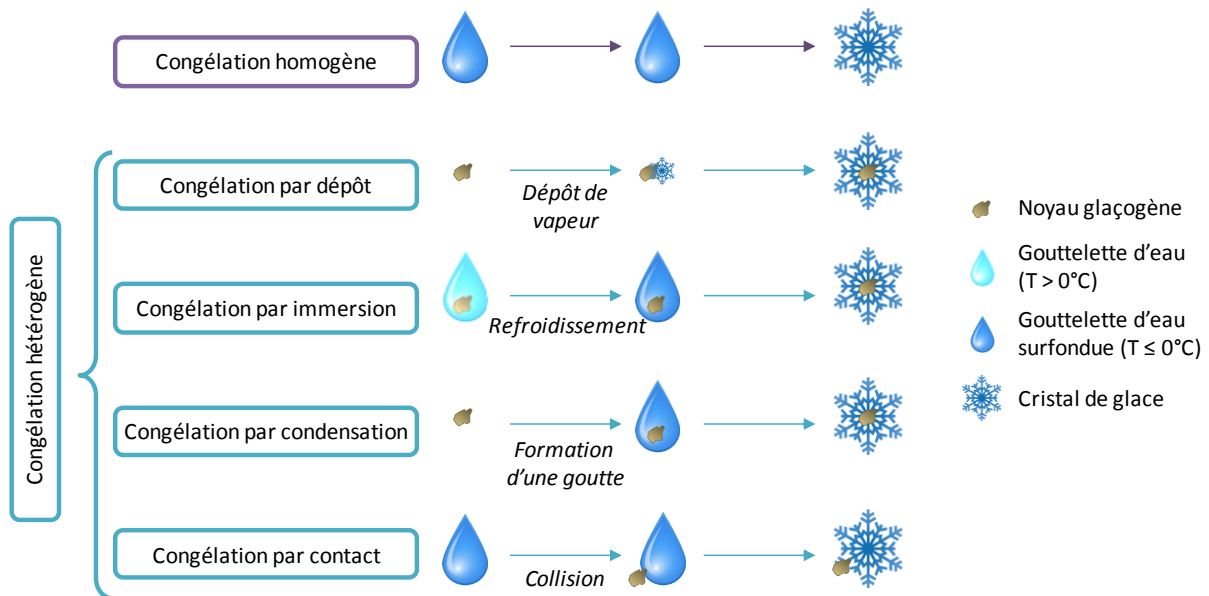 Congélation homogène
Congélation hétérogène
Congélation par dépôt
Dépôt de
vapeur
Congélation par immersion
Refroidissement
Congélation par condensation
Formation
d’une goutte
Congélation par contact
Collision
Noyau glaçogène
Gouttelette d’eau
(T > 0°C)
Gouttelette d’eau
surfondue (T ≤ 0°C)
Cristal de glace